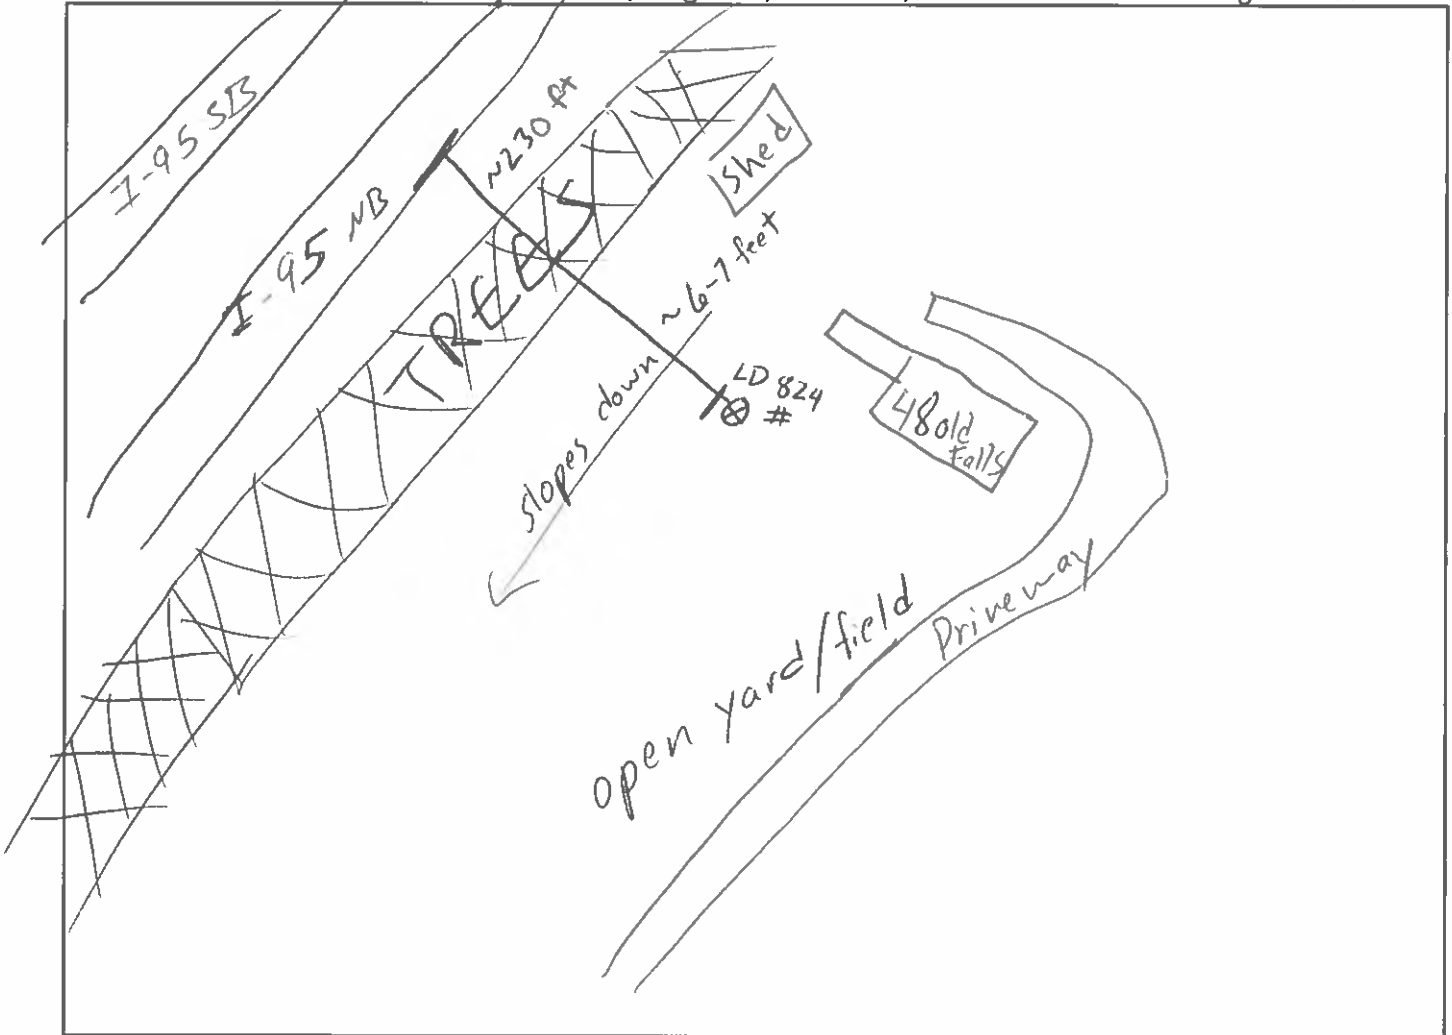 I-95 SB
I-95 NB
~230 ft
TREES
Shed
~6-7 feet
slopes down
LD 824
#
48 old
Falls
Driveway
open yard/field